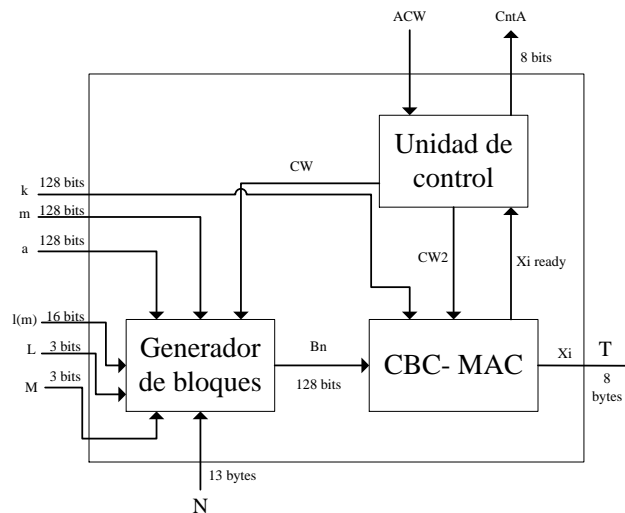 ACW
CntA
8 bits
Unidad de
control
CW
k
128 bits
m
128 bits
a
128 bits
CW2
Xi ready
l(m)
16 bits
L
3 bits
M
3 bits
Generador
de bloques
Bn
128 bits
CBC- MAC
Xi
T
8
bytes
13 bytes
N